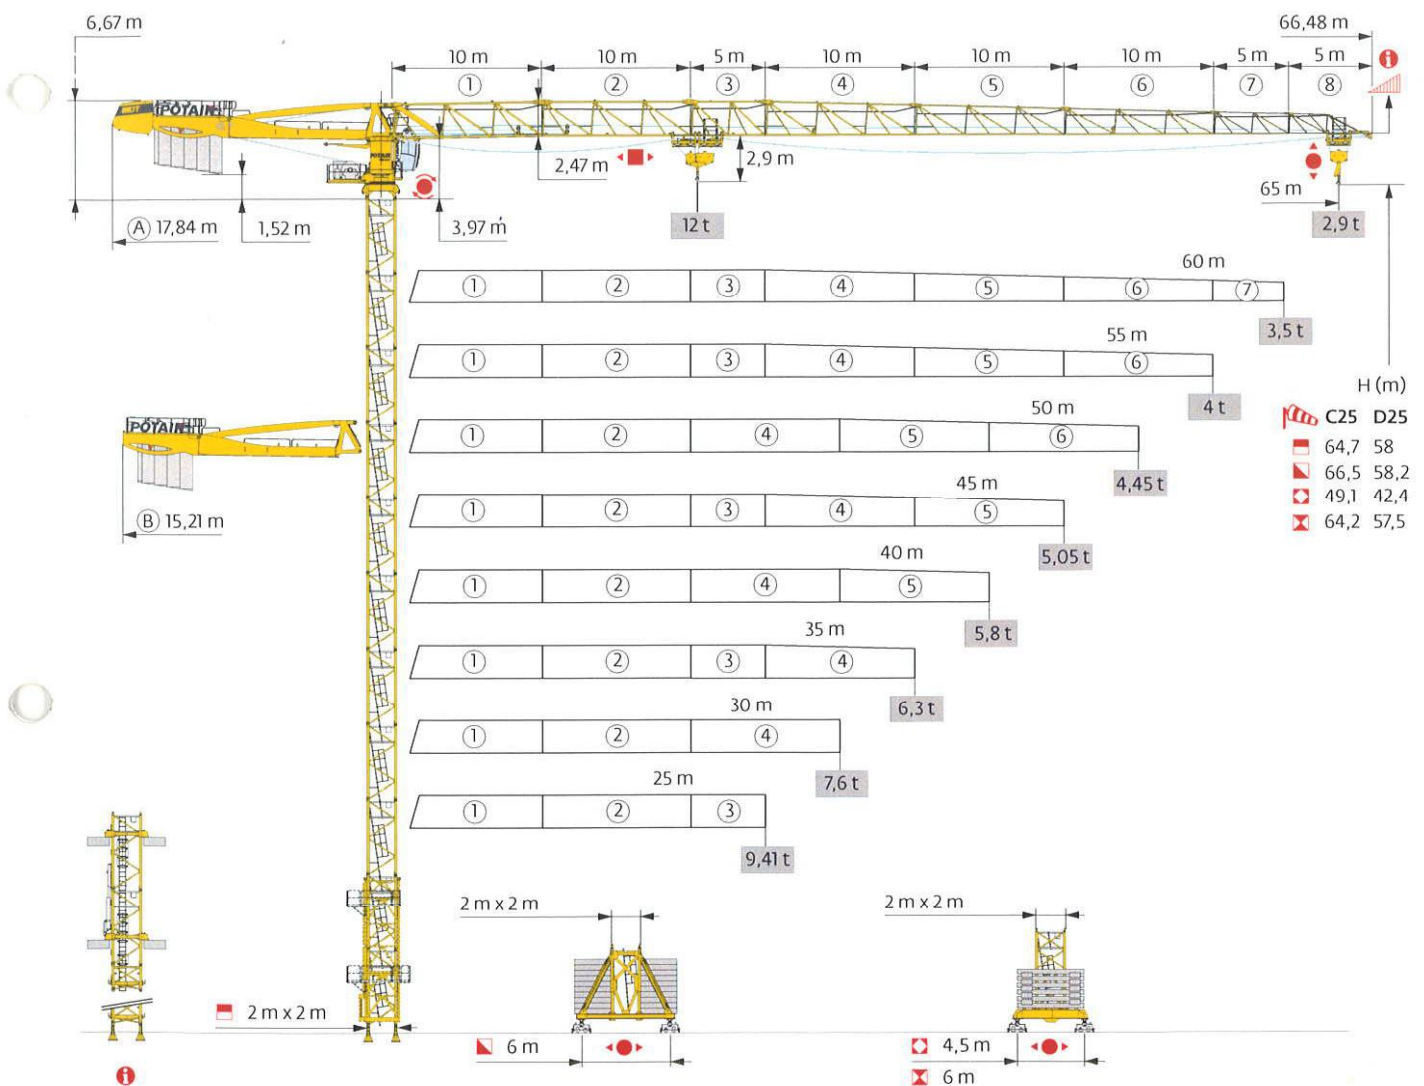 6,67 m
66,48 m
10 m 10 m 5 m 10 m 10 m 10 m 5 m 5 m
1 2 3 4 5 6 7 8
POTAIN
2,47 m
2,9 m
65 m
A 17,84 m
1,52 m
3,97 m
12 t
2,9 t
60 m
1 2 3 4 5 6 7
3,5 t
55 m
1 2 3 4 5 6
4 t
H (m)
C25 D25
64,7 58
66,5 58,2
49,1 42,4
64,2 57,5
50 m
1 2 4 5 6
4,45 t
POTAIN
B 15,21 m
45 m
1 2 3 4 5
5,05 t
40 m
1 2 4 5
5,8 t
35 m
1 2 3 4
6,3 t
30 m
1 2 4
7,6 t
25 m
1 2 3
9,41 t
2 m x 2 m
2 m x 2 m
2 m x 2 m
6 m
4,5 m
6 m
i
i